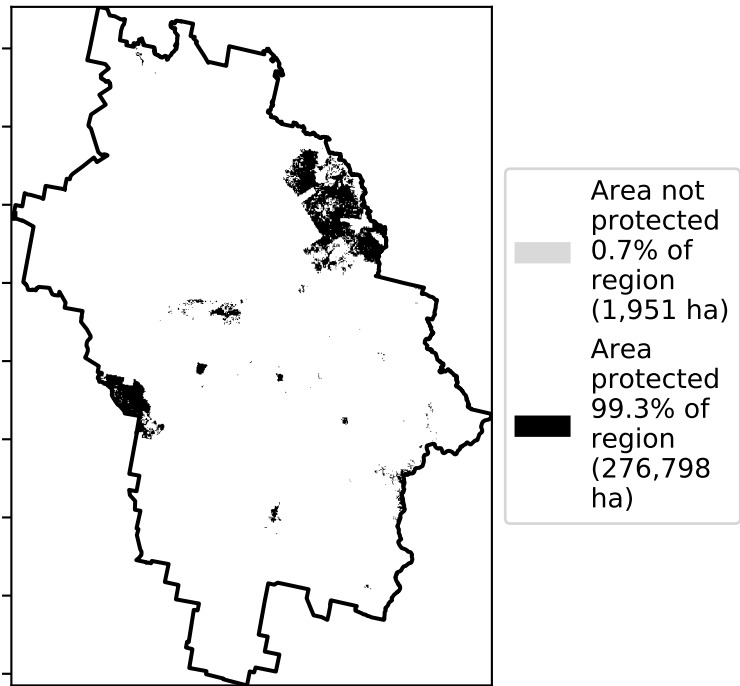 Area not
protected
0.7% of
region
(1,951 ha)
Area
protected
99.3% of
region
(276,798
ha)